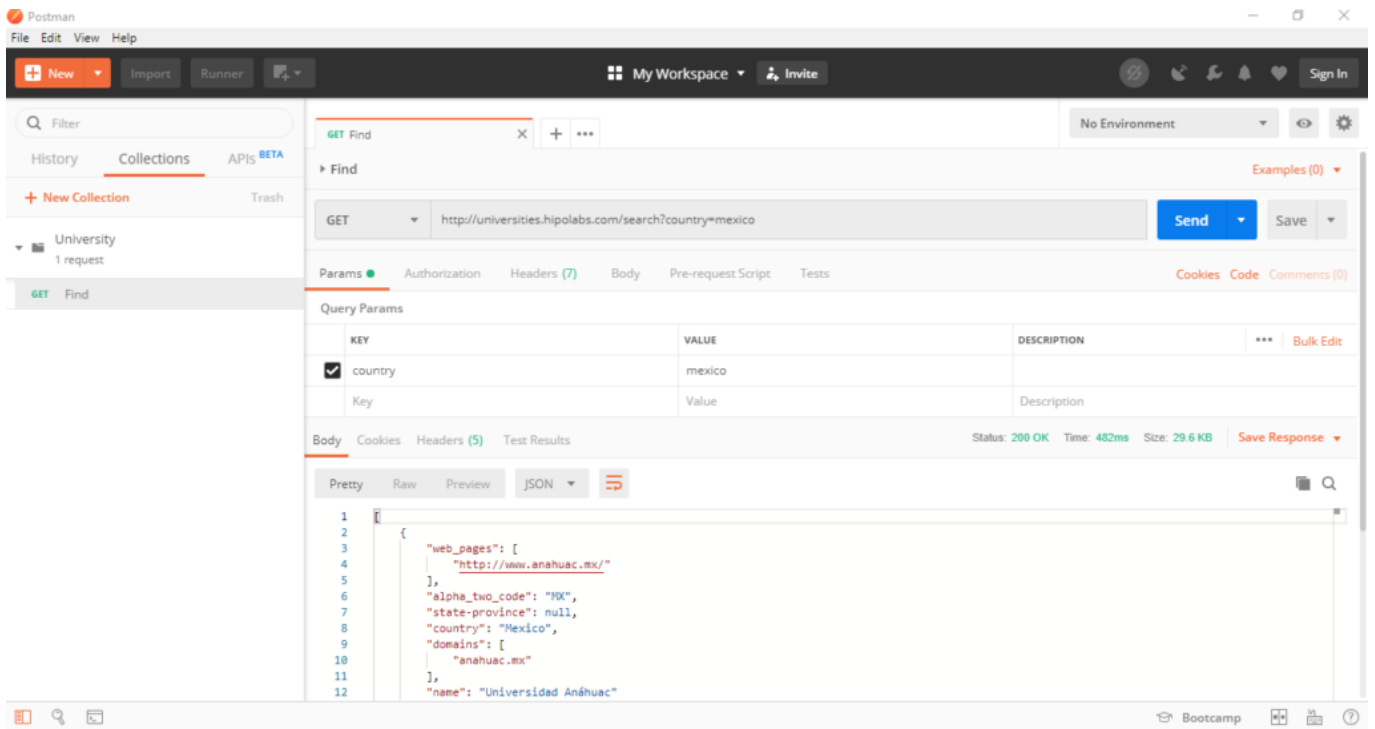 Postman
File Edit View Help
New Import Runner My Workspace Invite Sign In
Filter
History Collections APIs BETA
New Collection Trash
University
1 request
GET Find
GET Find
No Environment
Find Examples (0)
GET http://universities.hipolabs.com/search?country=mexico Send Save
Params Authorization Headers (7) Body Pre-request Script Tests Cookies Code Comments (0)
Query Params
KEY VALUE DESCRIPTION Bulk Edit
country mexico
Key Value Description
Body Cookies Headers (5) Test Results Status: 200 OK Time: 482ms Size: 29.6 KB Save Response
Pretty Raw Preview JSON
1 [
2 {
3 "web_pages": [
4 "http://www.anahuac.mx/"
5 ],
6 "alpha_two_code": "MX",
7 "state-province": null,
8 "country": "Mexico",
9 "domains": [
10 "anahuac.mx"
11 ],
12 "name": "Universidad Anáhuac"
Bootcamp